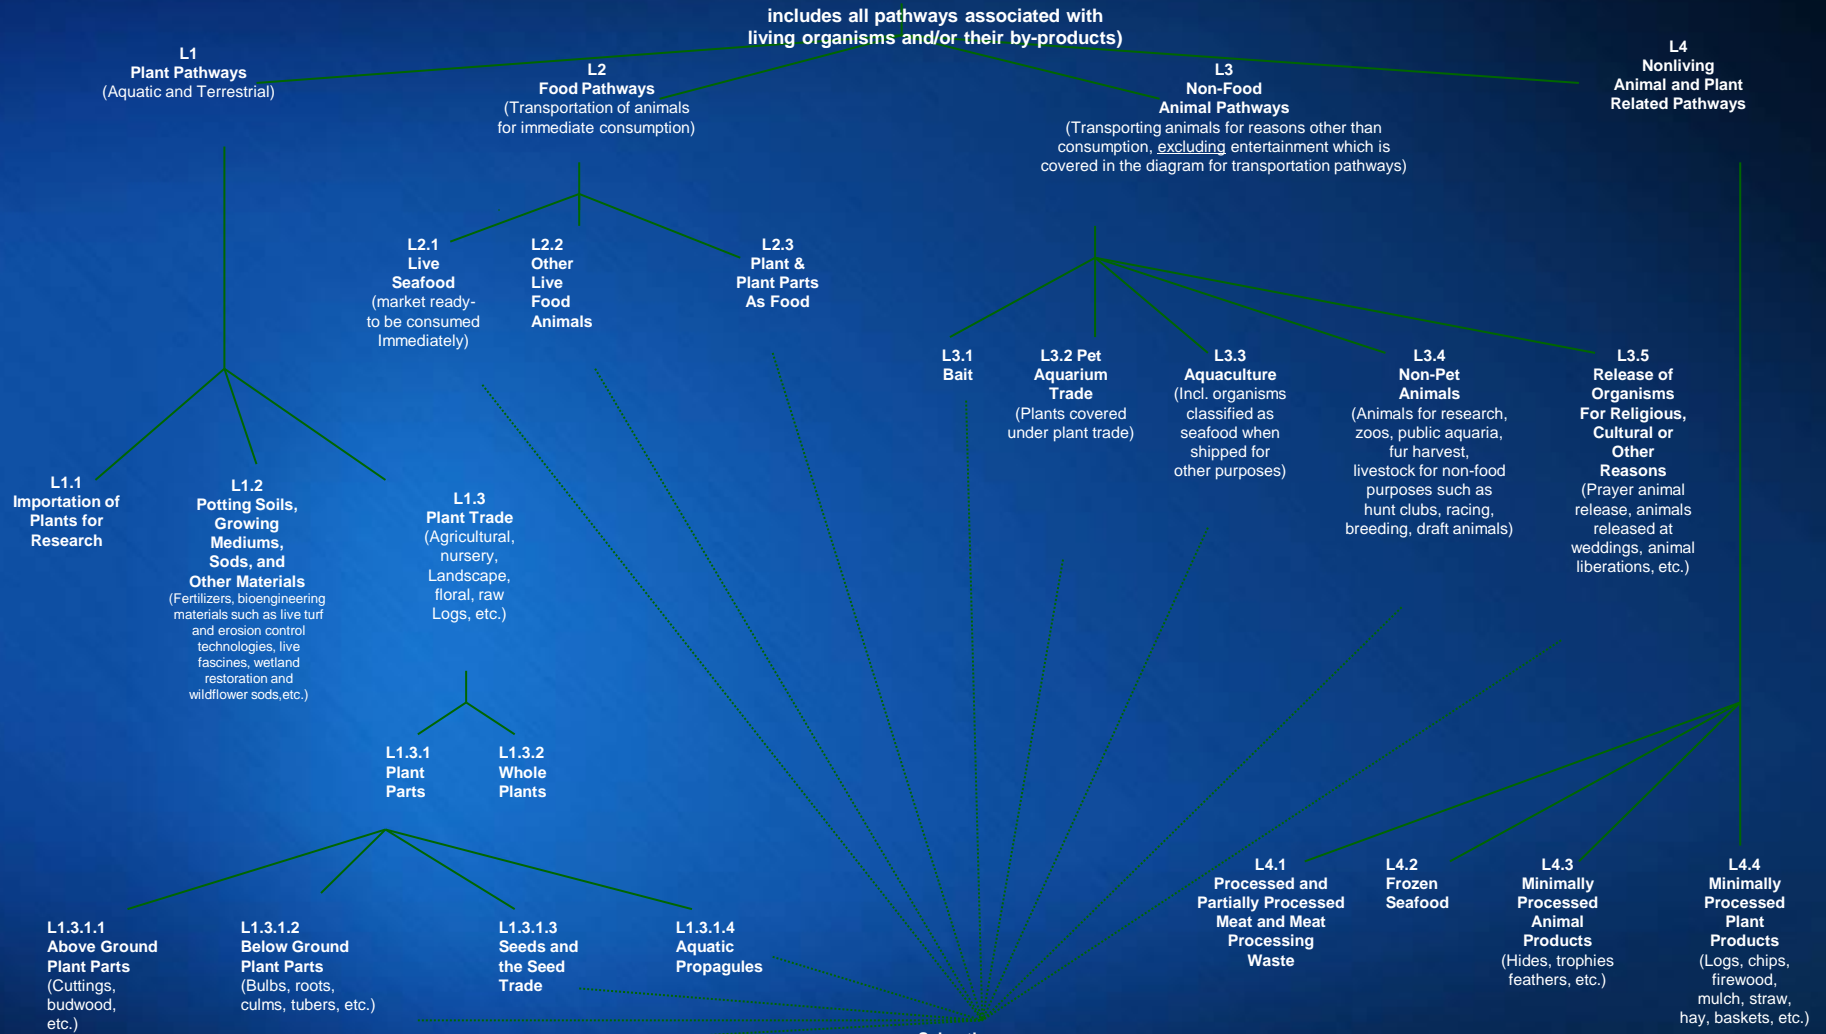 includes all pathways associated with
living organisms and/or their by-products)
L1
Plant Pathways
(Aquatic and Terrestrial)
L2
Food Pathways
(Transportation of animals
for immediate consumption)
L3
Non-Food
Animal Pathways
(Transporting animals for reasons other than
consumption, excluding entertainment which is
covered in the diagram for transportation pathways)
L4
Nonliving
Animal and Plant
Related Pathways
L2.1
Live
Seafood
(market ready-
to be consumed
Immediately)
L2.2
Other
Live
Food
Animals
L2.3
Plant &
Plant Parts
As Food
L3.1
Bait
L3.2 Pet
Aquarium
Trade
(Plants covered
under plant trade)
L3.3
Aquaculture
(Incl. organisms
classified as
seafood when
shipped for
other purposes)
L3.4
Non-Pet
Animals
(Animals for research,
zoos, public aquaria,
fur harvest,
livestock for non-food
purposes such as
hunt clubs, racing,
breeding, draft animals)
L3.5
Release of
Organisms
For Religious,
Cultural or
Other
Reasons
(Prayer animal
release, animals
released at
weddings, animal
liberations, etc.)
L1.1
Importation of
Plants for
Research
L1.2
Potting Soils,
Growing
Mediums,
Sods, and
Other Materials
(Fertilizers, bioengineering
materials such as live turf
and erosion control
technologies, live
fascines, wetland
restoration and
wildflower sods,etc.)
L1.3
Plant Trade
(Agricultural,
nursery,
Landscape,
floral, raw
Logs, etc.)
L1.3.1
Plant
Parts
L1.3.2
Whole
Plants
L1.3.1.1
Above Ground
Plant Parts
(Cuttings,
budwood,
etc.)
L1.3.1.2
Below Ground
Plant Parts
(Bulbs, roots,
culms, tubers, etc.)
L1.3.1.3
Seeds and
the Seed
Trade
L1.3.1.4
Aquatic
Propagules
L4.1
Processed and
Partially Processed
Meat and Meat
Processing
Waste
L4.2
Frozen
Seafood
L4.3
Minimally
Processed
Animal
Products
(Hides, trophies
feathers, etc.)
L4.4
Minimally
Processed
Plant
Products
(Logs, chips,
firewood,
mulch, straw,
hay, baskets, etc.)